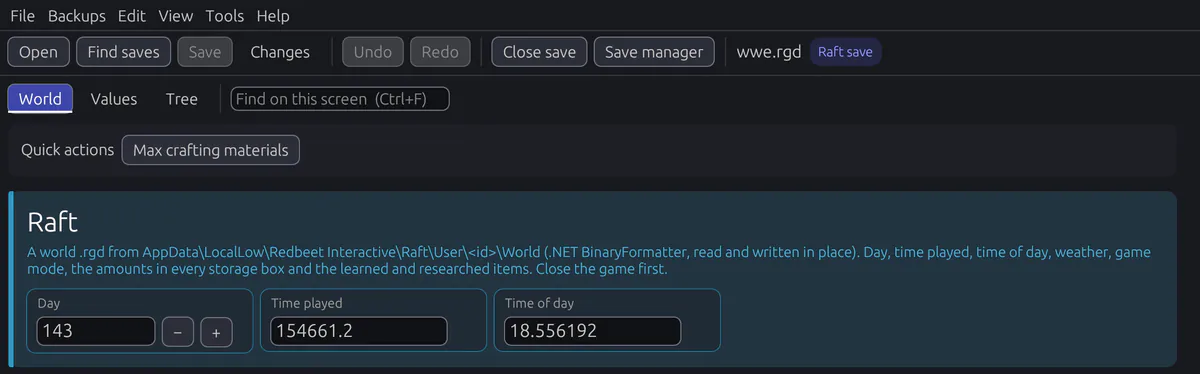 File Backups Edit View Tools Help
Open Find saves Save Changes Undo Redo Close save Save manager wwe.rgd Raft save
World Values Tree Find on this screen (Ctrl+F)
Quick actions Max crafting materials
Raft
A world .rgd from AppData\LocalLow\Redbeet Interactive\Raft\User\<id>\World (.NET BinaryFormatter, read and written in place). Day, time played, time of day, weather, game
mode, the amounts in every storage box and the learned and researched items. Close the game first.
Day Time played Time of day
143 − + 154661.2 18.556192